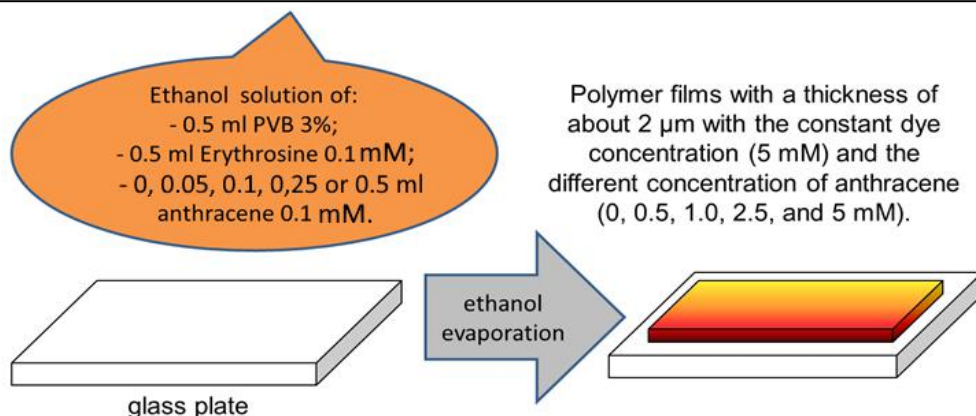 Ethanol solution of:
- 0.5 ml PVB 3%;
- 0.5 ml Erythrosine 0.1 mM;
- 0, 0.05, 0.1, 0,25 or 0.5 ml
anthracene 0.1 mM.
Polymer films with a thickness of
about 2 μm with the constant dye
concentration (5 mM) and the
different concentration of anthracene
(0, 0.5, 1.0, 2.5, and 5 mM).
ethanol
evaporation
glass plate